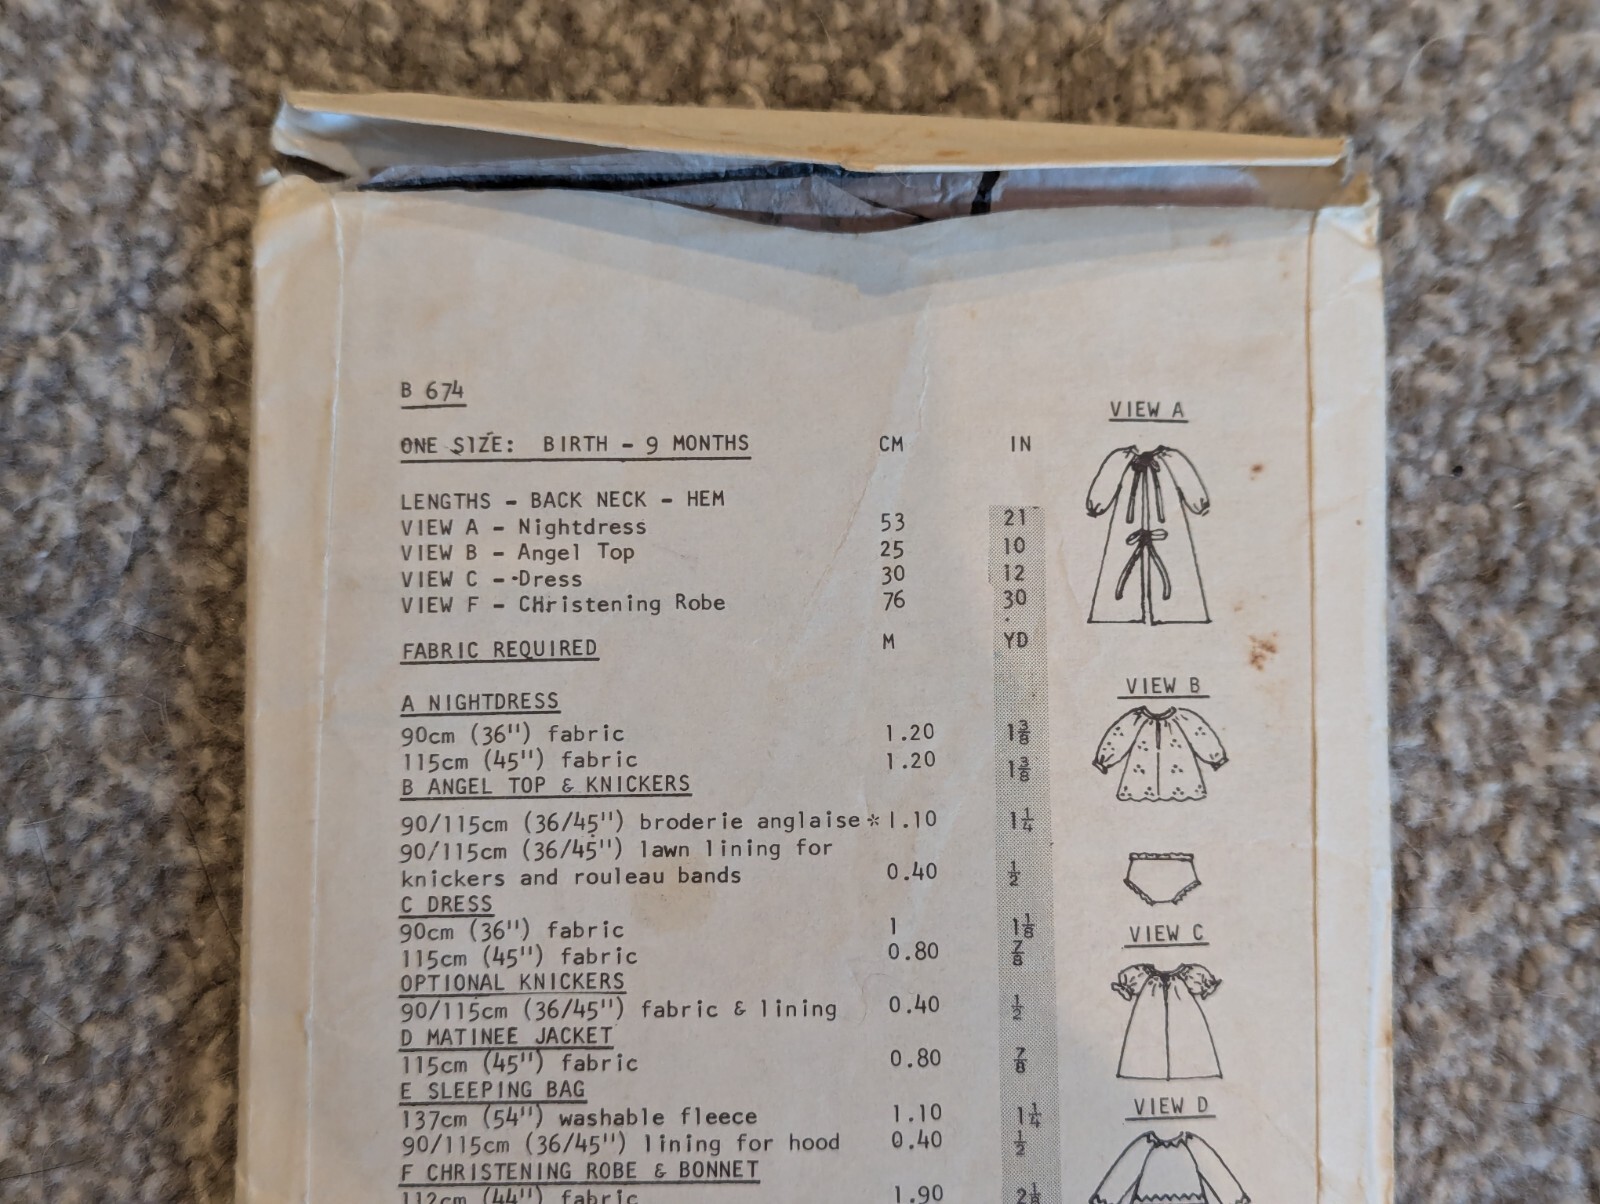 B 674
ONE SIZE: BIRTH - 9 MONTHS CM IN
LENGTHS - BACK NECK - HEM
VIEW A - Nightdress 53 21
VIEW B - Angel Top 25 10
VIEW C - Dress 30 12
VIEW F - CHristening Robe 76 30
FABRIC REQUIRED M YD
A NIGHTDRESS
90cm (36") fabric 1.20 1⅜
115cm (45") fabric 1.20 1⅜
B ANGEL TOP & KNICKERS
90/115cm (36/45") broderie anglaise * 1.10 1¼
90/115cm (36/45") lawn lining for
knickers and rouleau bands 0.40 ½
C DRESS
90cm (36") fabric 1 1⅛
115cm (45") fabric 0.80 ⅞
OPTIONAL KNICKERS
90/115cm (36/45") fabric & lining 0.40 ½
D MATINEE JACKET
115cm (45") fabric 0.80 ⅞
E SLEEPING BAG
137cm (54") washable fleece 1.10 1¼
90/115cm (36/45") lining for hood 0.40 ½
F CHRISTENING ROBE & BONNET
112cm (44") fabric 1.90 2⅛
VIEW A
VIEW B
VIEW C
VIEW D